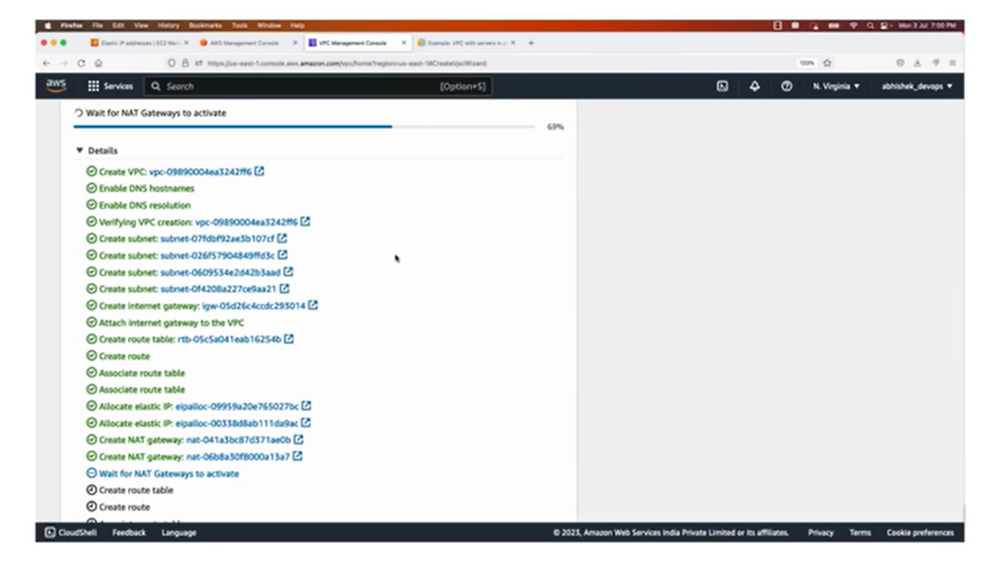 Firefox File Edit View History Bookmarks Tools Window Help Mon 3 Jul 7:00 PM
Elastic IP addresses | EC2 Man AWS Management Console VPC Management Console Example: VPC with servers in
https://us-east-1.console.aws.amazon.com/vpc/home?region=us-east-1#CreateVpcWizard: 100%
aws Services Search [Option+S] N. Virginia abhishek_devops
Wait for NAT Gateways to activate
69%
Details
Create VPC: vpc-09890004ea3242ff6
Enable DNS hostnames
Enable DNS resolution
Verifying VPC creation: vpc-09890004ea3242ff6
Create subnet: subnet-07fdbf92ae3b107cf
Create subnet: subnet-026f57904849ffd3c
Create subnet: subnet-0609534e2d42b3aad
Create subnet: subnet-0f4208a227ce9aa21
Create internet gateway: igw-05d26c4ccdc293014
Attach internet gateway to the VPC
Create route table: rtb-05c5a041eab16254b
Create route
Associate route table
Associate route table
Allocate elastic IP: eipalloc-09959a20e765027bc
Allocate elastic IP: eipalloc-00338d8ab111da9ac
Create NAT gateway: nat-041a3bc87d371ae0b
Create NAT gateway: nat-06b8a30f8000a13a7
Wait for NAT Gateways to activate
Create route table
Create route
CloudShell Feedback Language © 2023, Amazon Web Services India Private Limited or its affiliates. Privacy Terms Cookie preferences